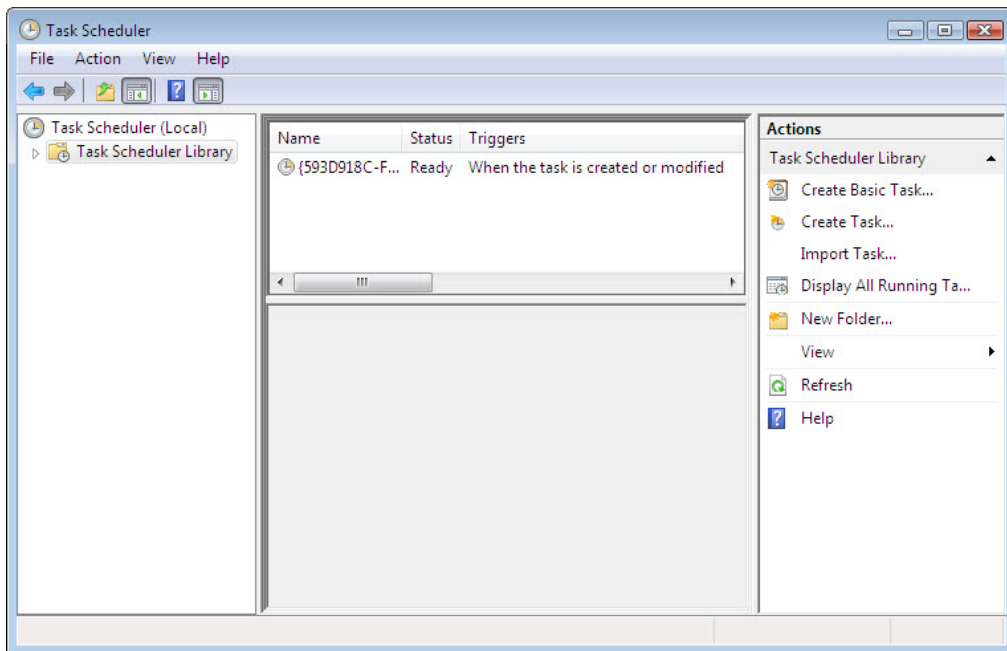 Task Scheduler
File Action View Help
Task Scheduler (Local)
Task Scheduler Library
Name Status Triggers
{593D918C-F... Ready When the task is created or modified
Actions
Task Scheduler Library
Create Basic Task...
Create Task...
Import Task...
Display All Running Ta...
New Folder...
View
Refresh
Help